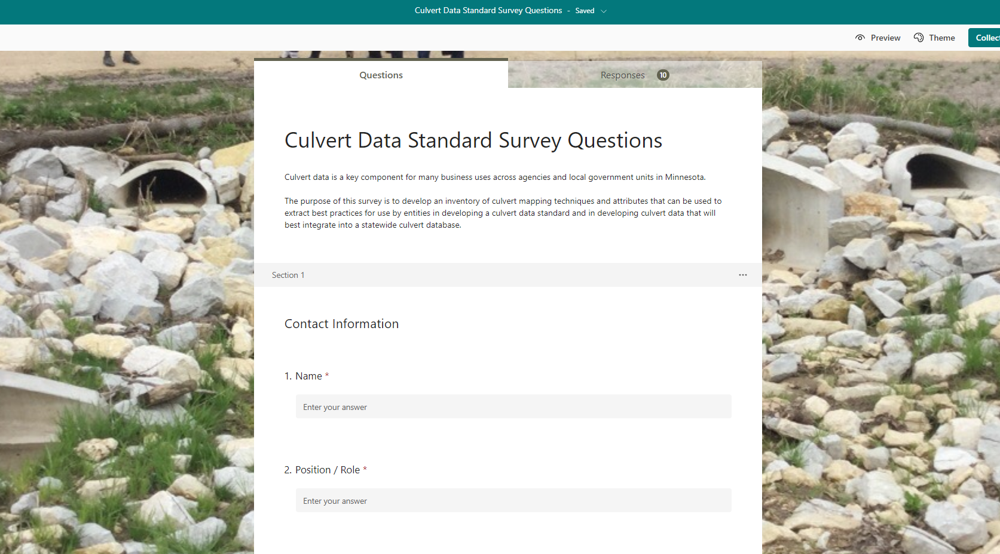 Culvert Data Standard Survey Questions - Saved
Preview Theme Collec
Questions Responses 10
Culvert Data Standard Survey Questions
Culvert data is a key component for many business uses across agencies and local government units in Minnesota.
The purpose of this survey is to develop an inventory of culvert mapping techniques and attributes that can be used to
extract best practices for use by entities in developing a culvert data standard and in developing culvert data that will
best integrate into a statewide culvert database.
Section 1
Contact Information
1. Name *
Enter your answer
2. Position / Role *
Enter your answer